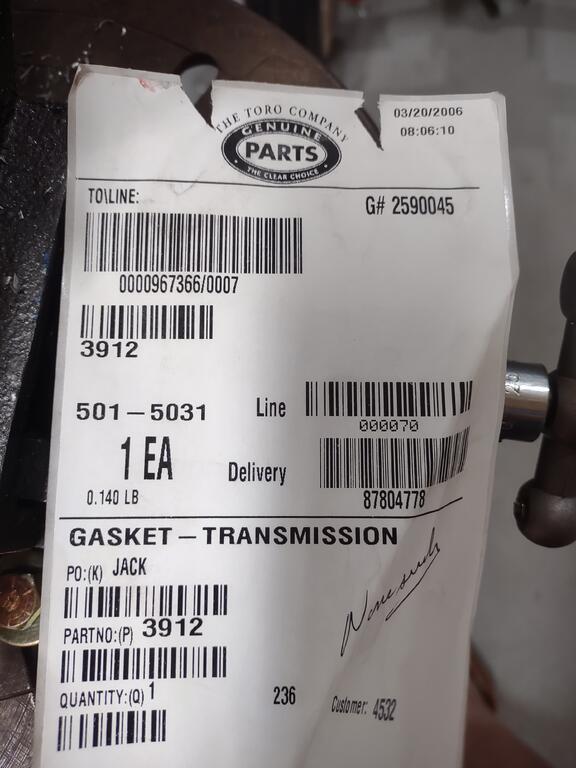 THE TORO COMPANY
GENUINE
PARTS
THE CLEAR CHOICE
03/20/2006
08:06:10
TO\LINE:
G# 2590045
0000967366/0007
3912
501-5031
Line
000070
1 EA
Delivery
0.140 LB
87804778
GASKET - TRANSMISSION
PO:(K) JACK
PARTNO:(P) 3912
QUANTITY:(Q) 1
236
Customer: 4532